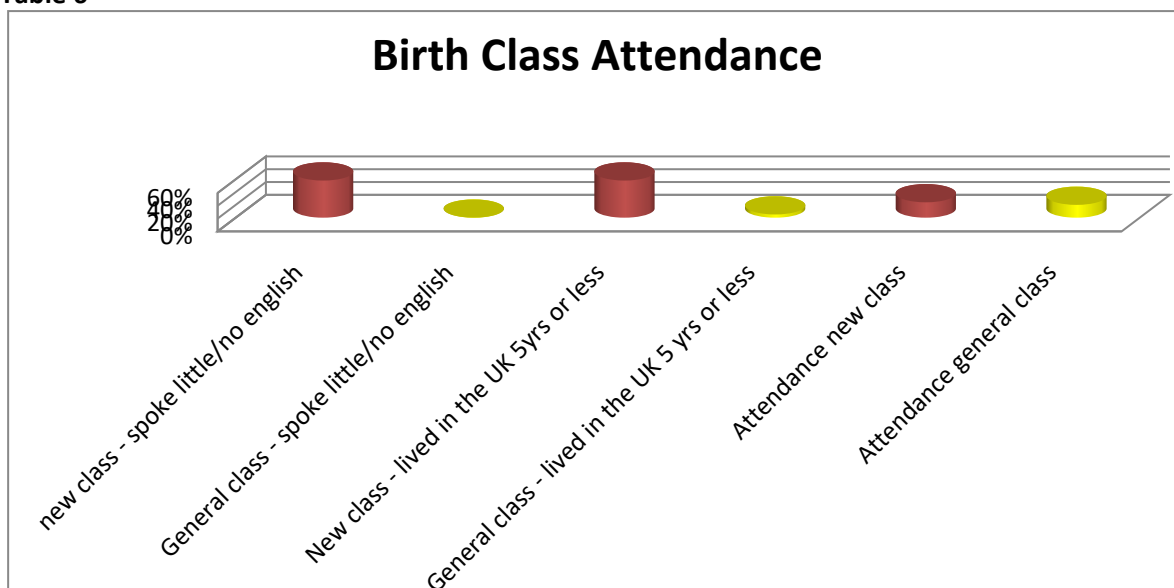 Birth Class Attendance
60%
40%
20%
0%
new class - spoke little/no english
General class - spoke little/no english
New class - lived in the UK 5yrs or less
General class - lived in the UK 5 yrs or less
Attendance new class
Attendance general class